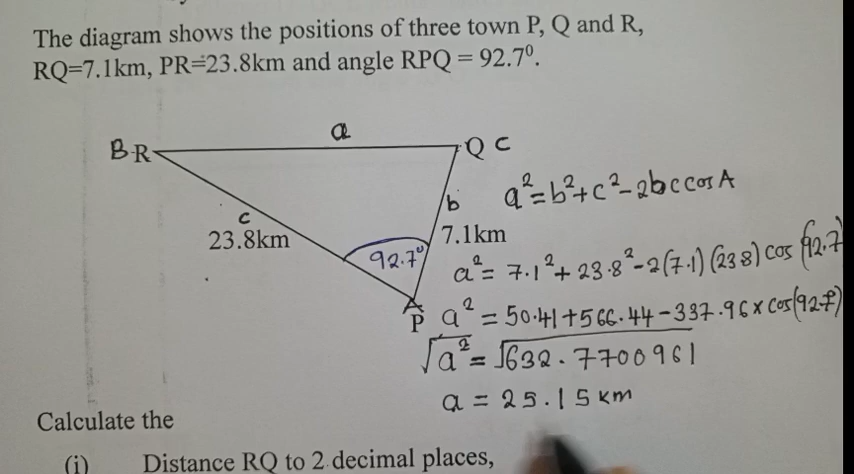 The diagram shows the positions of three town P, Q and R,
RQ=7.1km, PR=23.8km and angle RPQ = 92.7⁰.
a
B R
Q C
a² = b² + c² - 2bc cos A
b
c
23.8km
7.1km
92.7⁰
a² = 7.1² + 23.8² - 2(7.1)(23.8) cos (92.7
A
P
a² = 50.41 + 566.44 - 337.96 × cos(92.7)
√a² = √632.7700961
a = 25.15 km
Calculate the
(i) Distance RQ to 2 decimal places,